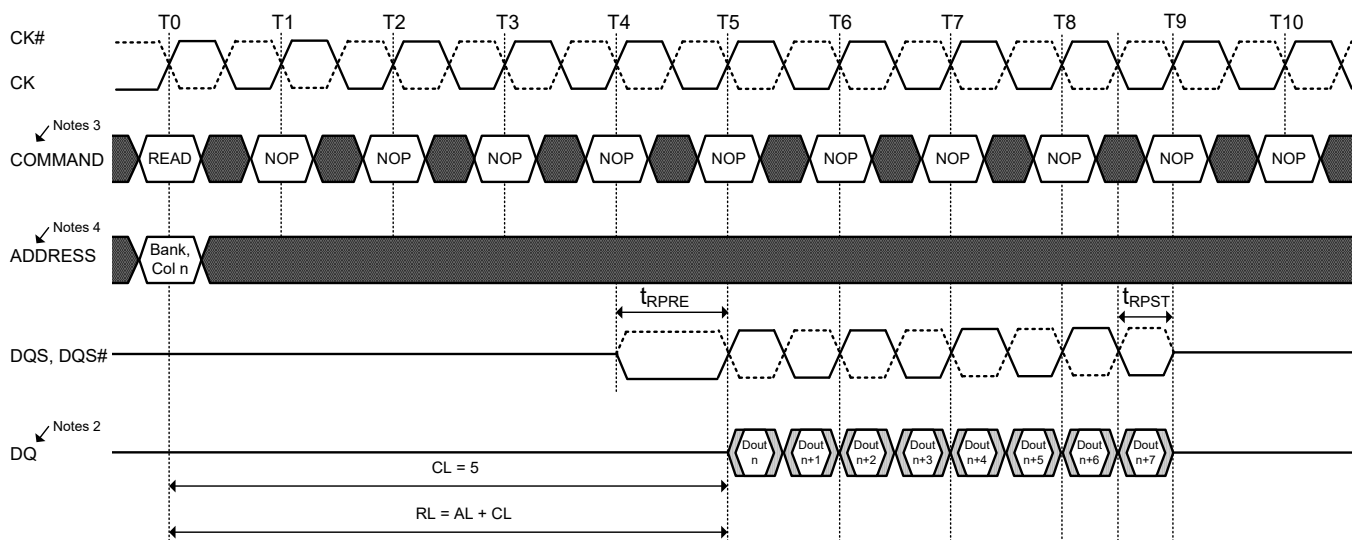 T0 T1 T2 T3 T4 T5 T6 T7 T8 T9 T10
CK#
CK
Notes 3
COMMAND READ NOP NOP NOP NOP NOP NOP NOP NOP NOP NOP
Notes 4
ADDRESS Bank, Col n
tRPRE tRPST
DQS, DQS#
Notes 2
DQ Dout n Dout n+1 Dout n+2 Dout n+3 Dout n+4 Dout n+5 Dout n+6 Dout n+7
CL = 5
RL = AL + CL